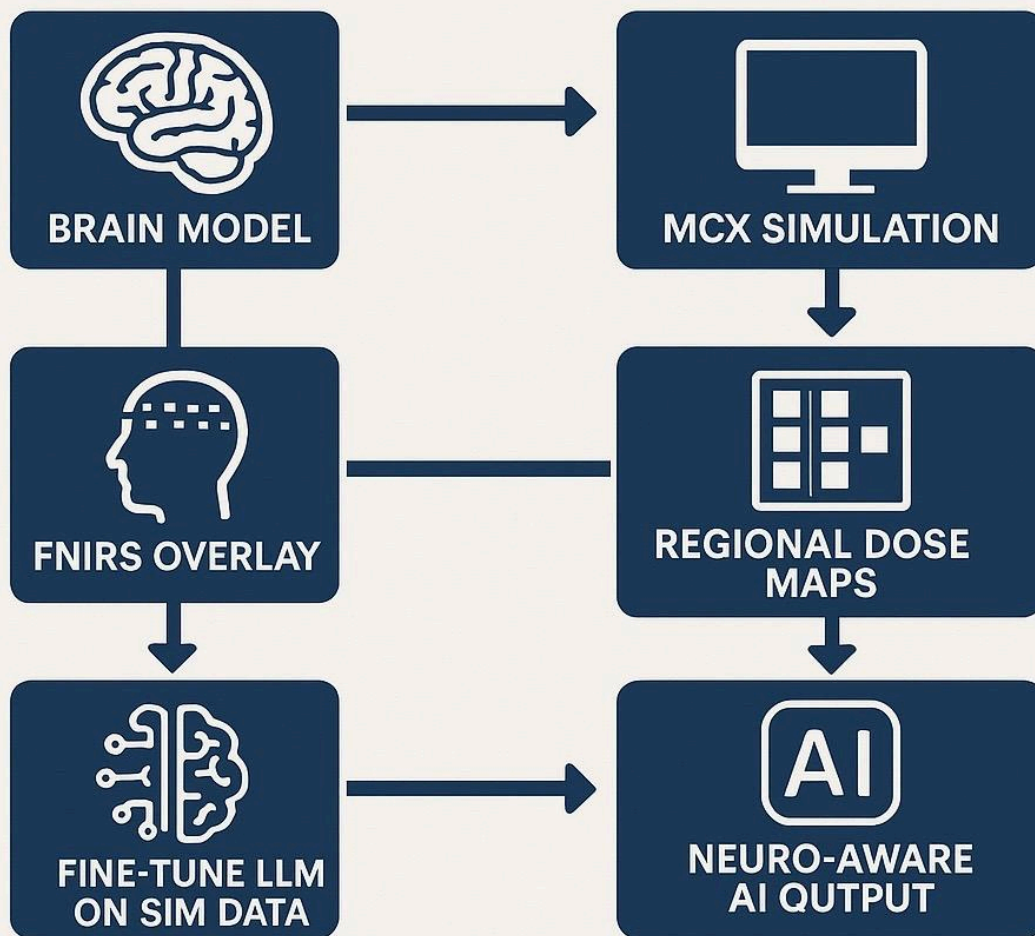 BRAIN MODEL
MCX SIMULATION
FNIRS OVERLAY
REGIONAL DOSE
MAPS
FINE-TUNE LLM
ON SIM DATA
AI
NEURO-AWARE
AI QUTPUT